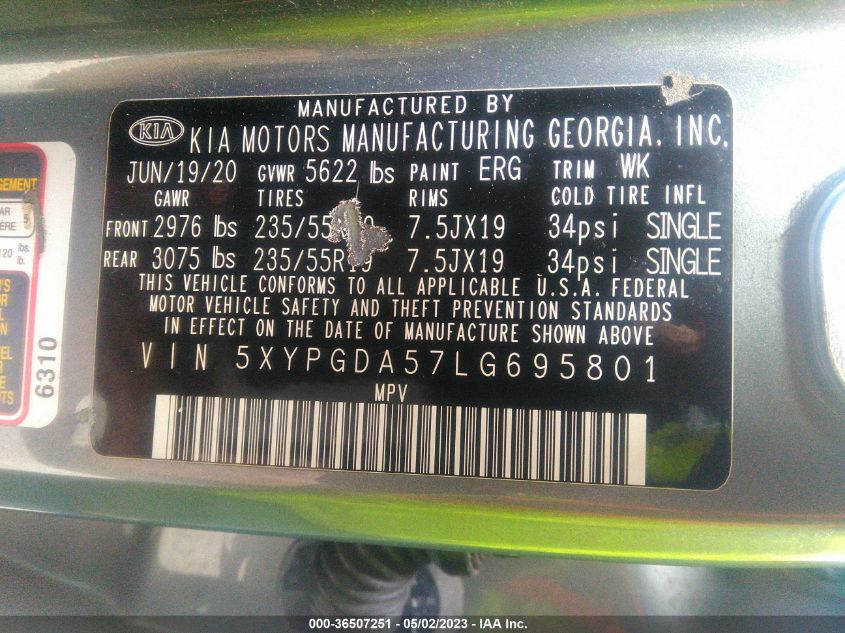 MANUFACTURED BY
KIA KIA MOTORS MANUFACTURING GEORGIA, INC.
JUN/19/20 GVWR 5622 lbs PAINT ERG TRIM WK
GAWR TIRES RIMS COLD TIRE INFL
FRONT 2976 lbs 7.5JX19 34psi SINGLE
REAR 3075 lbs 235/55R19 7.5JX19 34psi SINGLE
THIS VEHICLE CONFORMS TO ALL APPLICABLE U.S.A. FEDERAL
MOTOR VEHICLE SAFETY AND THEFT PREVENTION STANDARDS
IN EFFECT ON THE DATE OF MANUFACTURE SHOWN ABOVE
VIN 5XYPGDA57LG695801
MPV
6310
000-36507251 - 05/02/2023 - IAA Inc.